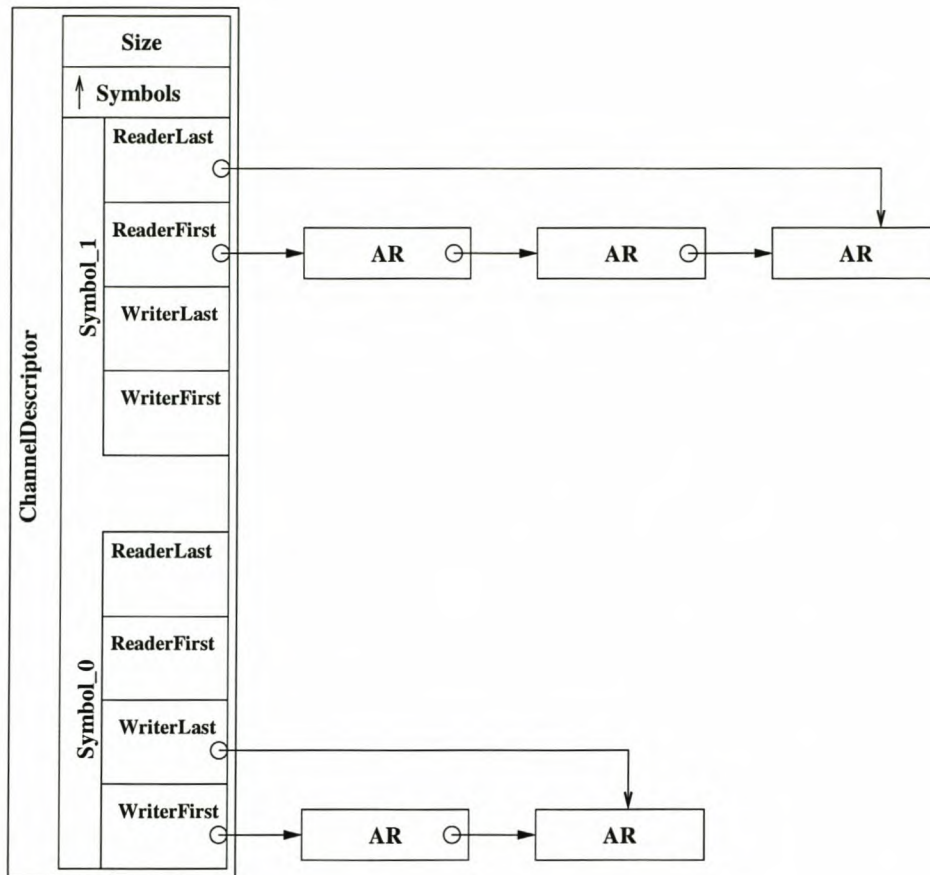 Size
Symbols
ReaderLast
ReaderFirst
AR
AR
AR
Symbol_1
WriterLast
WriterFirst
ChannelDescriptor
ReaderLast
ReaderFirst
Symbol_0
WriterLast
WriterFirst
AR
AR